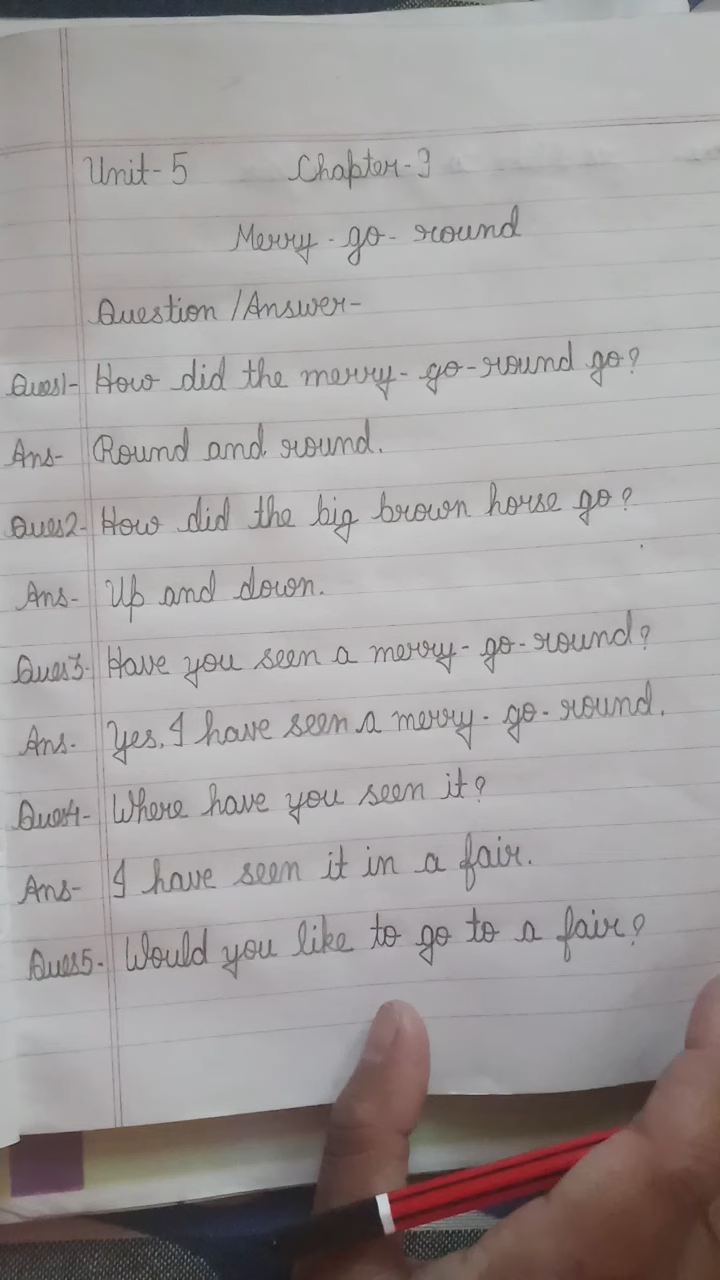 Unit-5 Chapter-3
Merry-go-round
Question/Answer-
Ques1- How did the merry-go-round go?
Ans- Round and round.
Ques2- How did the big brown horse go?
Ans- Up and down.
Ques3- Have you seen a merry-go-round?
Ans- Yes, I have seen a merry-go-round.
Ques4- Where have you seen it?
Ans- I have seen it in a fair.
Ques5- Would you like to go to a fair?